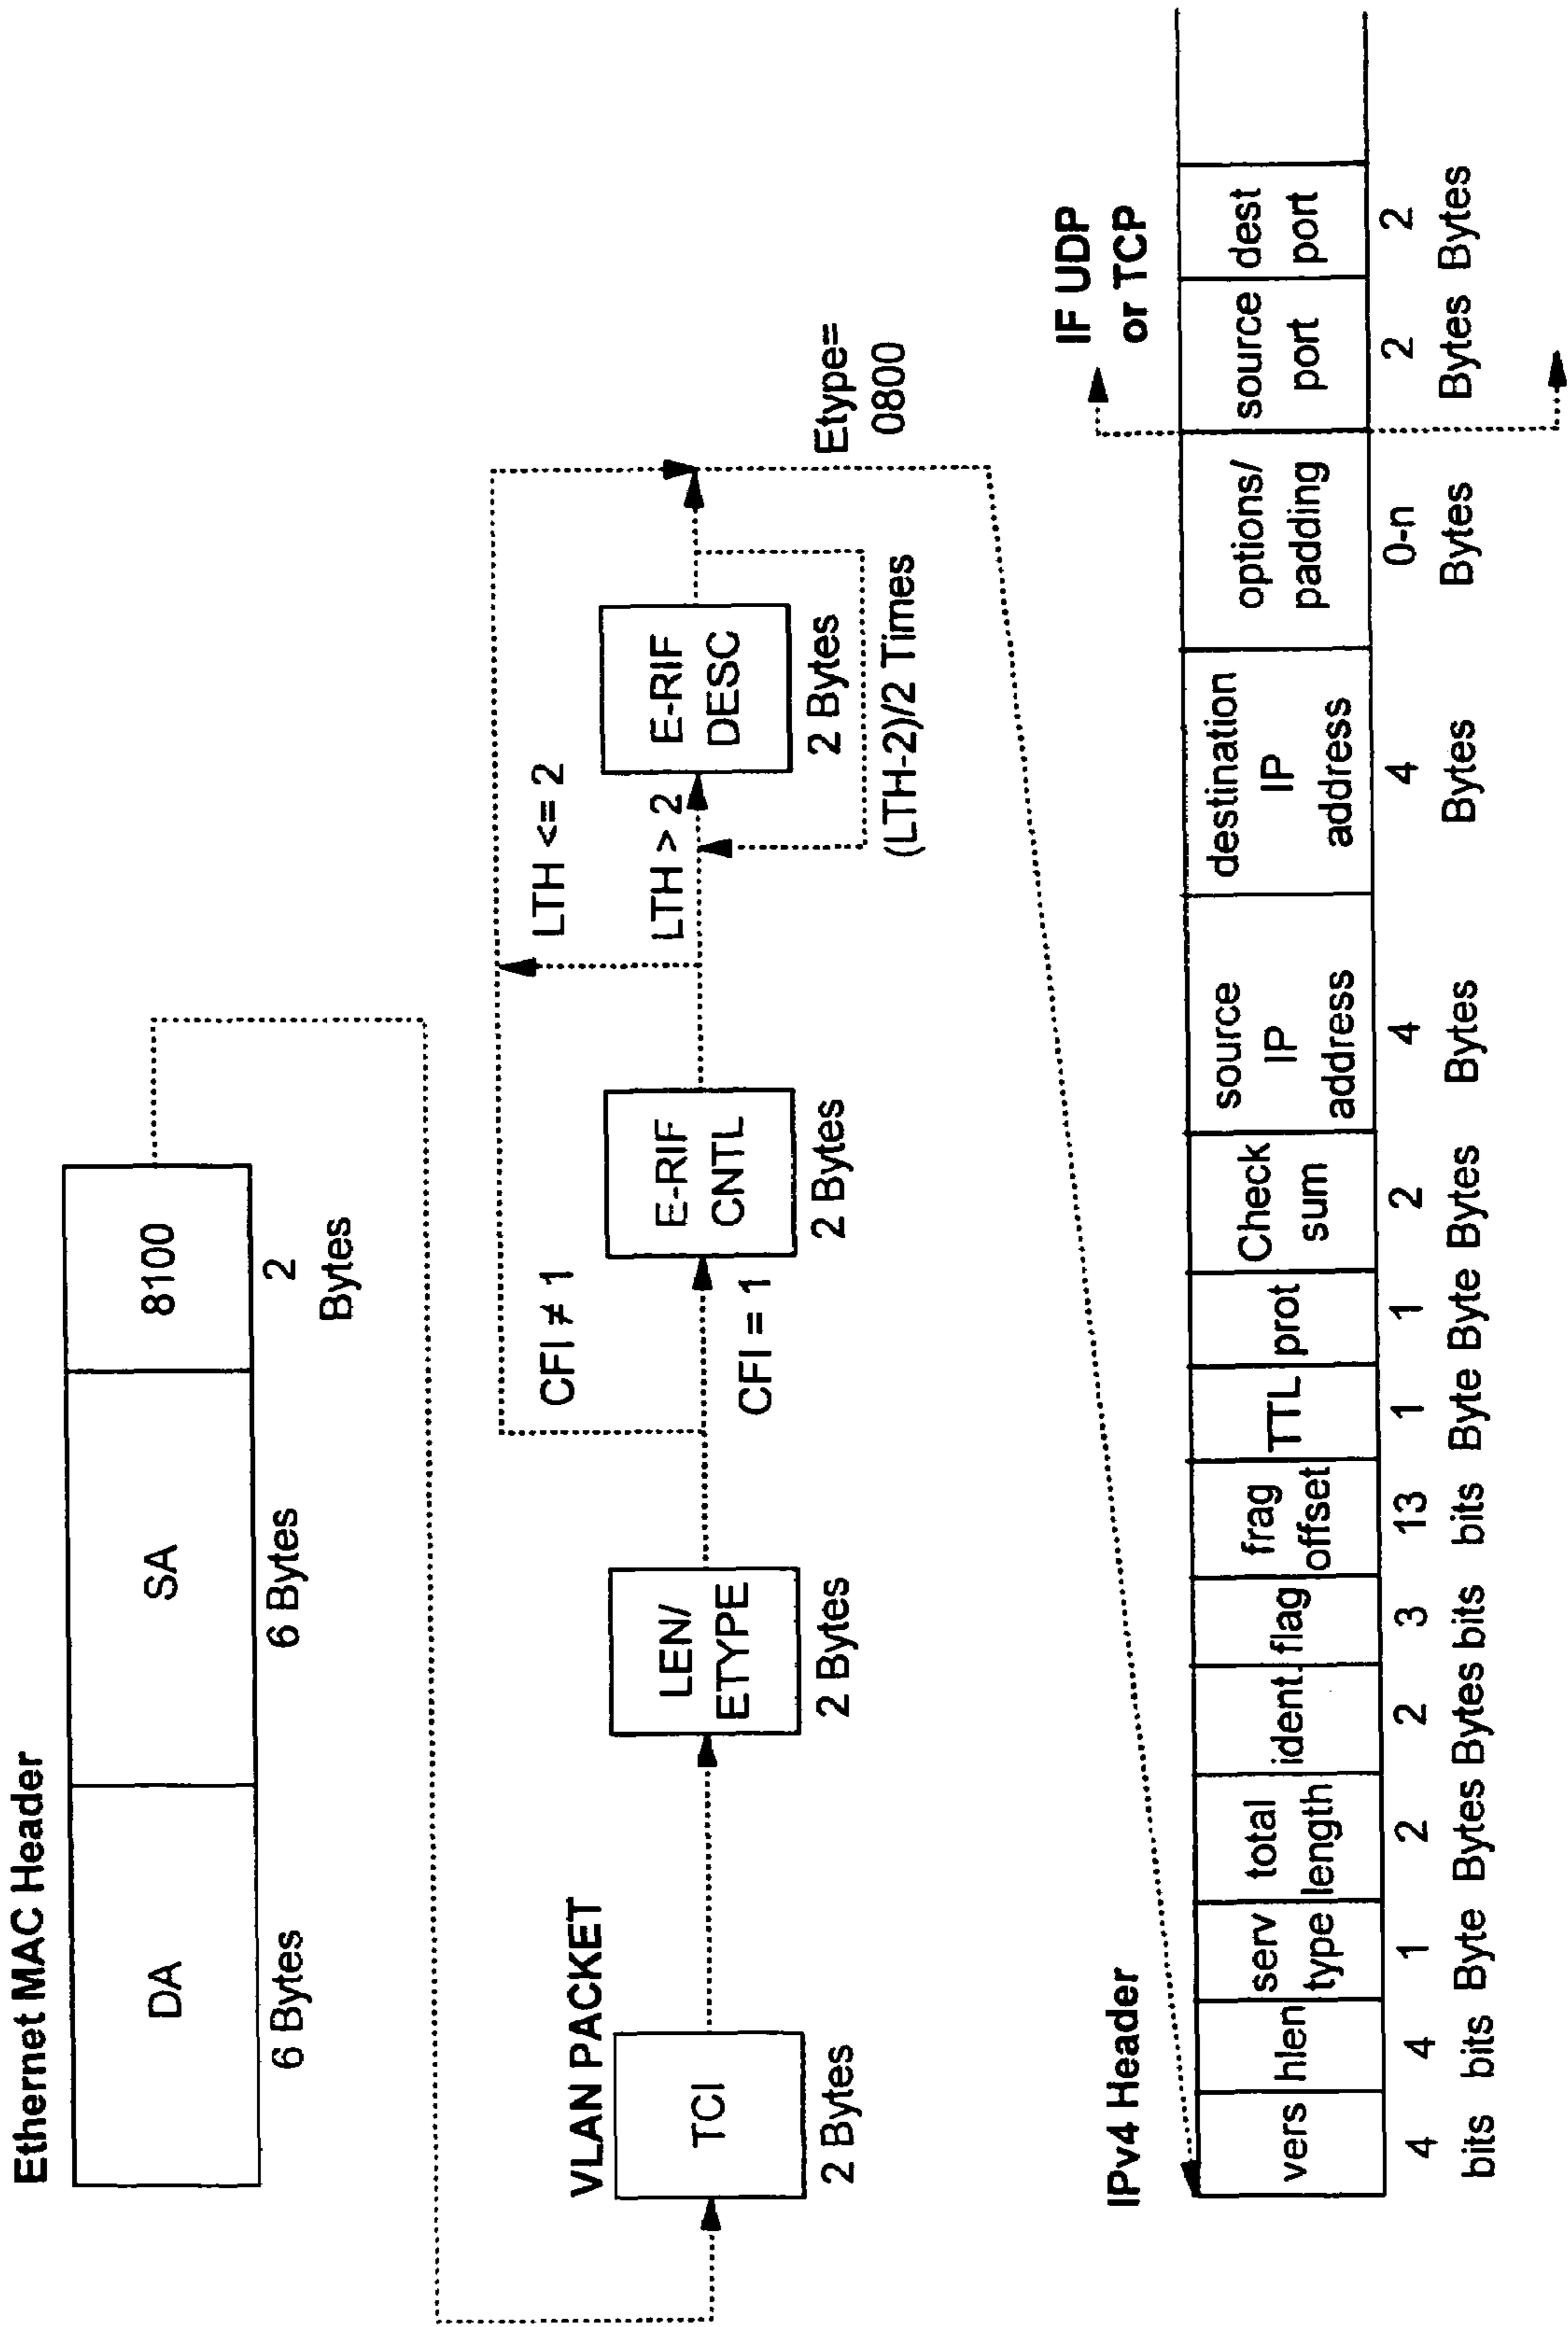 Ethernet MAC Header
DA
SA
8100
6 Bytes
6 Bytes
2
Bytes
VLAN PACKET
TCI
2 Bytes
LEN/
ETYPE
2 Bytes
CFI ≠ 1
CFI = 1
E-RIF
CNTL
2 Bytes
LTH <= 2
LTH > 2
E-RIF
DESC
2 Bytes
(LTH-2)/2 Times
Etype=
0800
IPv4 Header
IF UDP
or TCP
vers
4
bits
hlen
4
bits
serv
type
1
Byte
total
length
2
Bytes
ident.
2
Bytes
flag
3
bits
frag
offset
13
bits
TTL
1
Byte
prot
1
Byte
Check
sum
2
Bytes
source
IP
address
4
Bytes
destination
IP
address
4
Bytes
options/
padding
0-n
Bytes
source
port
2
Bytes
dest
port
2
Bytes